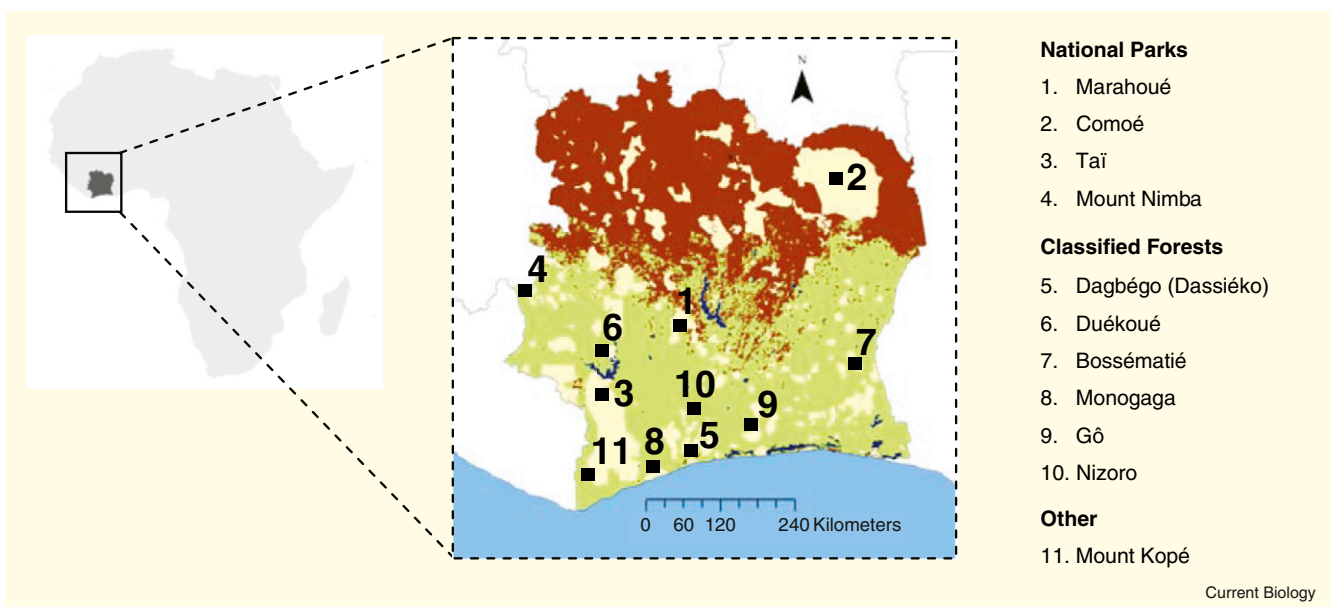 N
2
4
1
6
7
3
10
9
11
8
5
0 60 120 240 Kilometers
National Parks
1. Marahoué
2. Comoé
3. Taï
4. Mount Nimba
Classified Forests
5. Dagbégo (Dassiéko)
6. Duékoué
7. Bossématié
8. Monogaga
9. Gô
10. Nizoro
Other
11. Mount Kopé
Current Biology